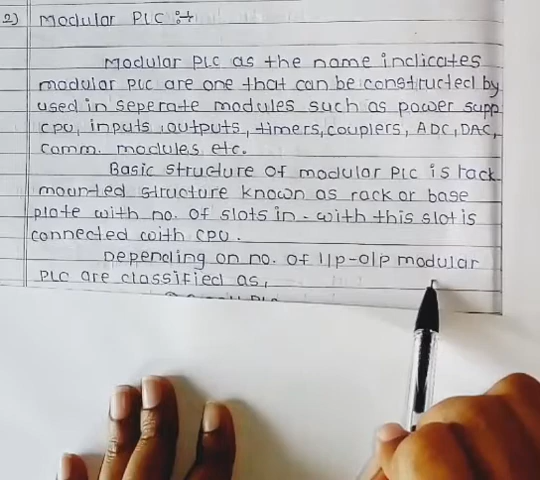 2) Modular PLC :+
Modular PLC as the name indicates
modular PLC are one that can be constructed by
used in seperate modules such as power supp
CPU, inputs, outputs, timers, couplers, ADC, DAC,
comm. modules etc.
Basic structure of modular PLC is rack
mounted structure known as rack or base
plate with no. of slots in - with this slot is
connected with CPU.
Depending on no. of I/p-o/p modular
PLC are classified as,